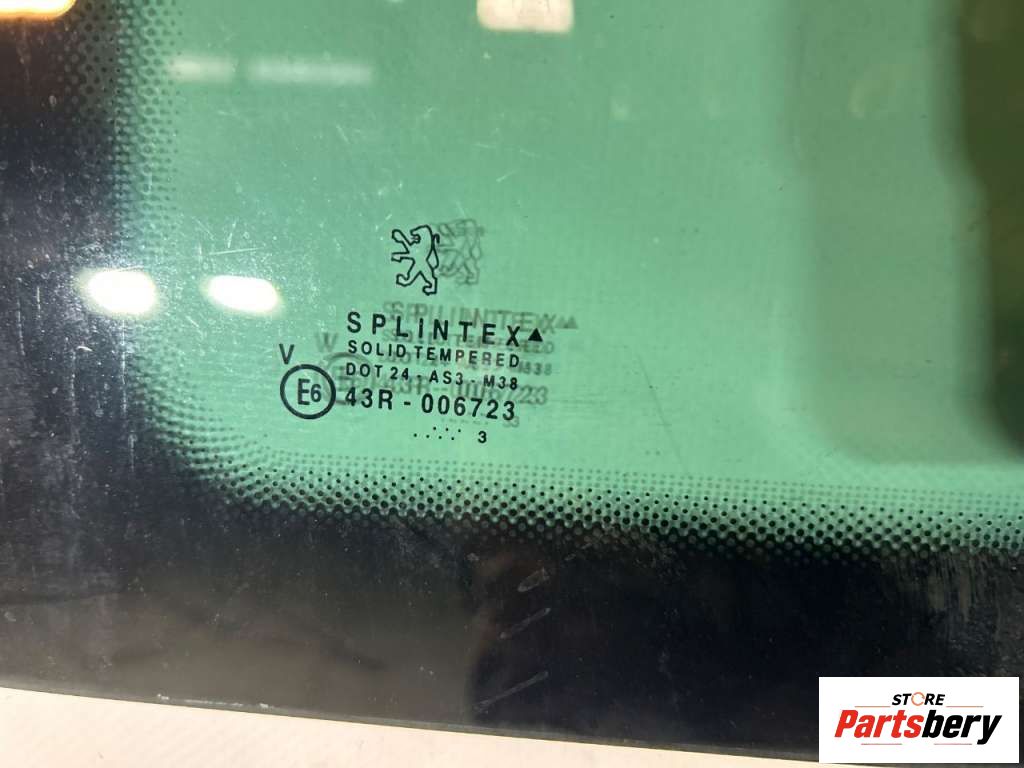 SPLiNTEX
SOLID TEMPERED
V
DOT 24 - AS3 - M38
E6 43R - 006723
3
STORE
Partsbery